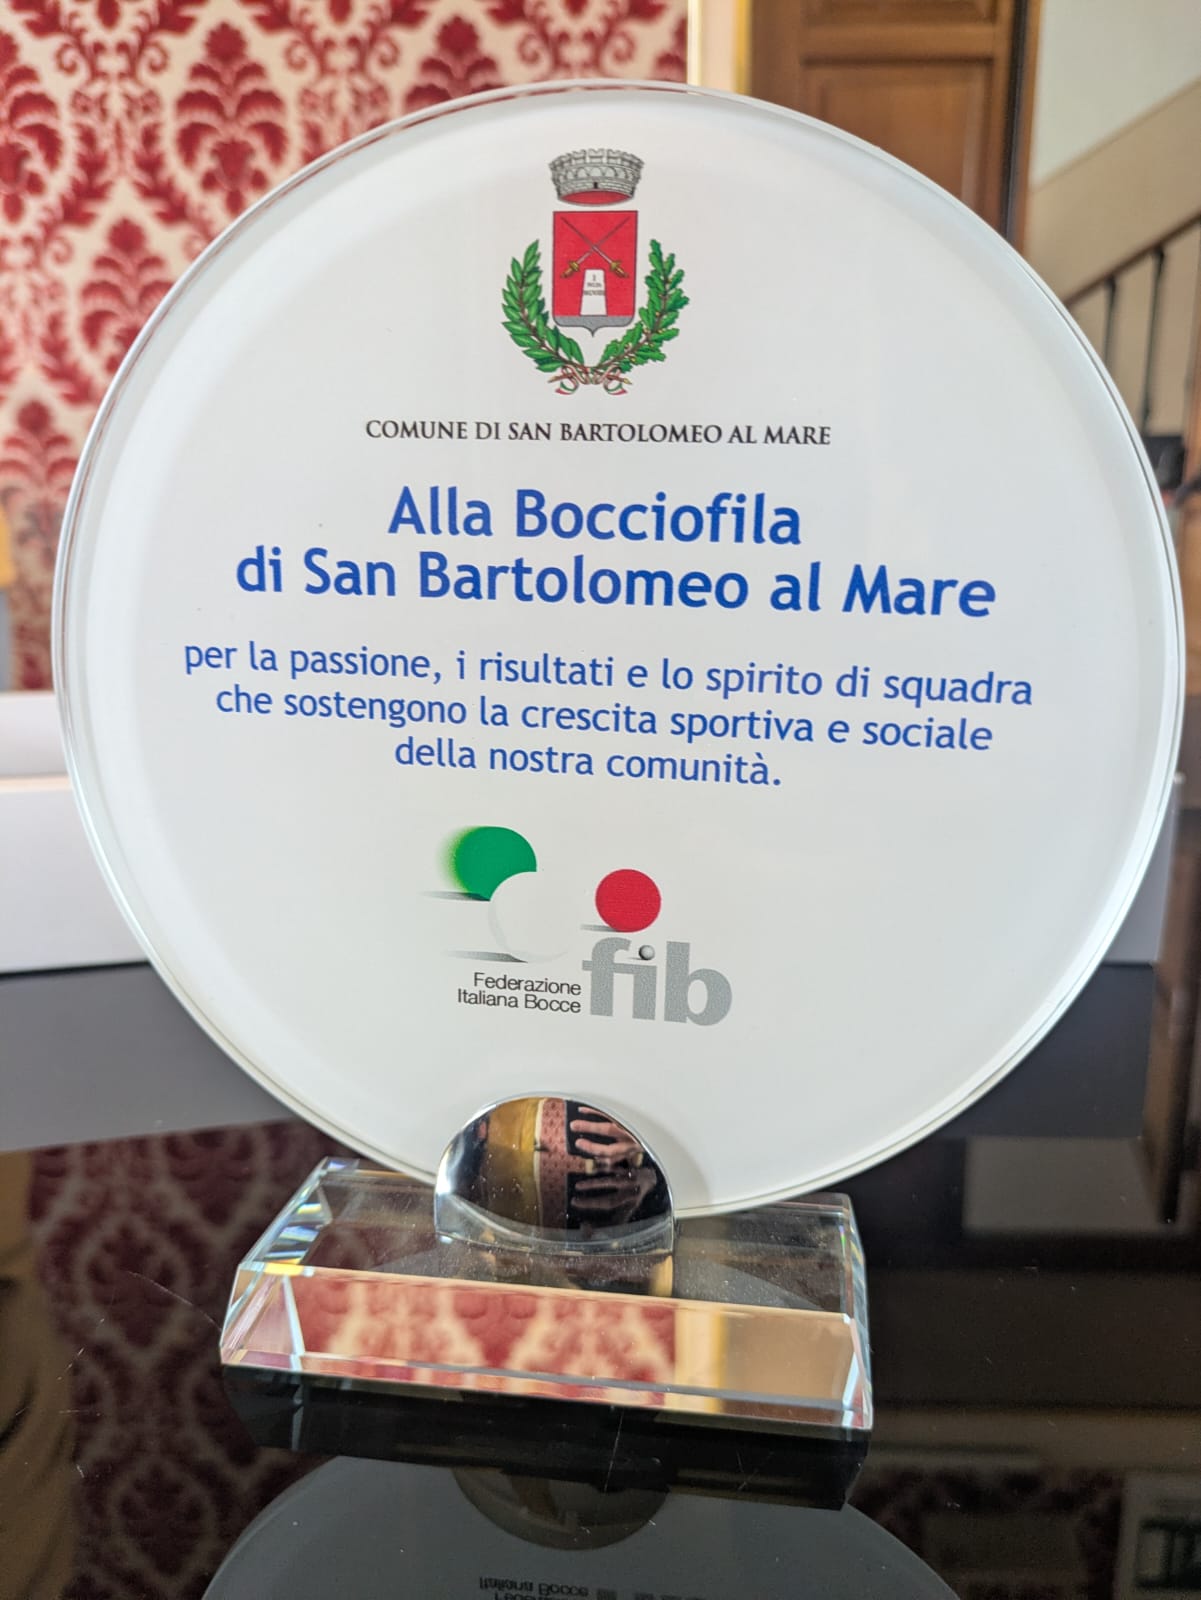 COMUNE DI SAN BARTOLOMEO AL MARE
Alla Bocciofila
di San Bartolomeo al Mare
per la passione, i risultati e lo spirito di squadra
che sostengono la crescita sportiva e sociale
della nostra comunità.
Federazione
Italiana Bocce
fib